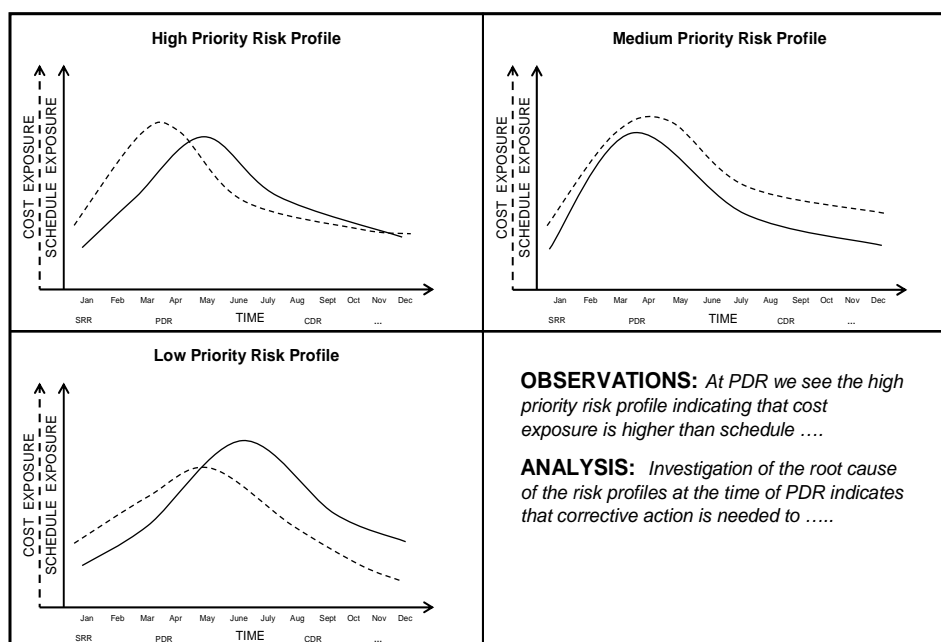 High Priority Risk Profile
COST EXPOSURE
SCHEDULE EXPOSURE
Jan Feb Mar Apr May June July Aug Sept Oct Nov Dec
SRR PDR TIME CDR ...
Medium Priority Risk Profile
COST EXPOSURE
SCHEDULE EXPOSURE
Jan Feb Mar Apr May June July Aug Sept Oct Nov Dec
SRR PDR TIME CDR ...
Low Priority Risk Profile
COST EXPOSURE
SCHEDULE EXPOSURE
Jan Feb Mar Apr May June July Aug Sept Oct Nov Dec
SRR PDR TIME CDR ...
OBSERVATIONS: At PDR we see the high
priority risk profile indicating that cost
exposure is higher than schedule ….
ANALYSIS: Investigation of the root cause
of the risk profiles at the time of PDR indicates
that corrective action is needed to …..